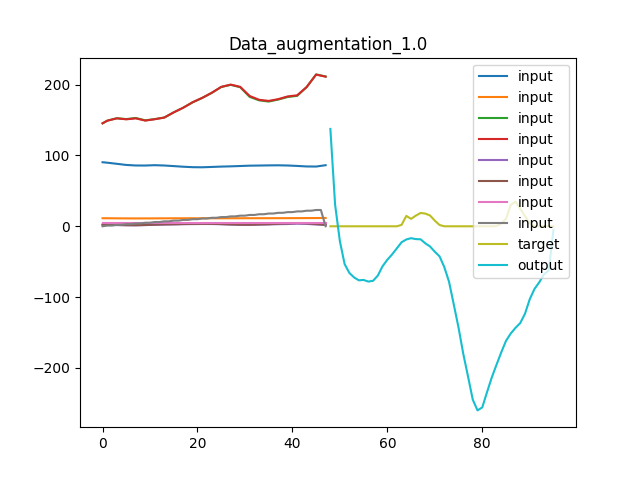 Data_augmentation_1.0
200
100
0
−100
−200
0
20
40
60
80
input
input
input
input
input
input
input
input
target
output